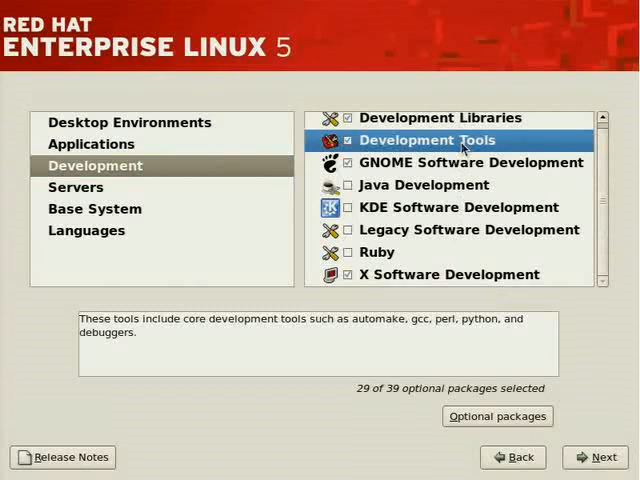 RED HAT
ENTERPRISE LINUX 5
Desktop Environments
Applications
Development
Servers
Base System
Languages
Development Libraries
Development Tools
GNOME Software Development
Java Development
KDE Software Development
Legacy Software Development
Ruby
X Software Development
These tools include core development tools such as automake, gcc, perl, python, and
debuggers.
29 of 39 optional packages selected
Optional packages
Release Notes
Back
Next